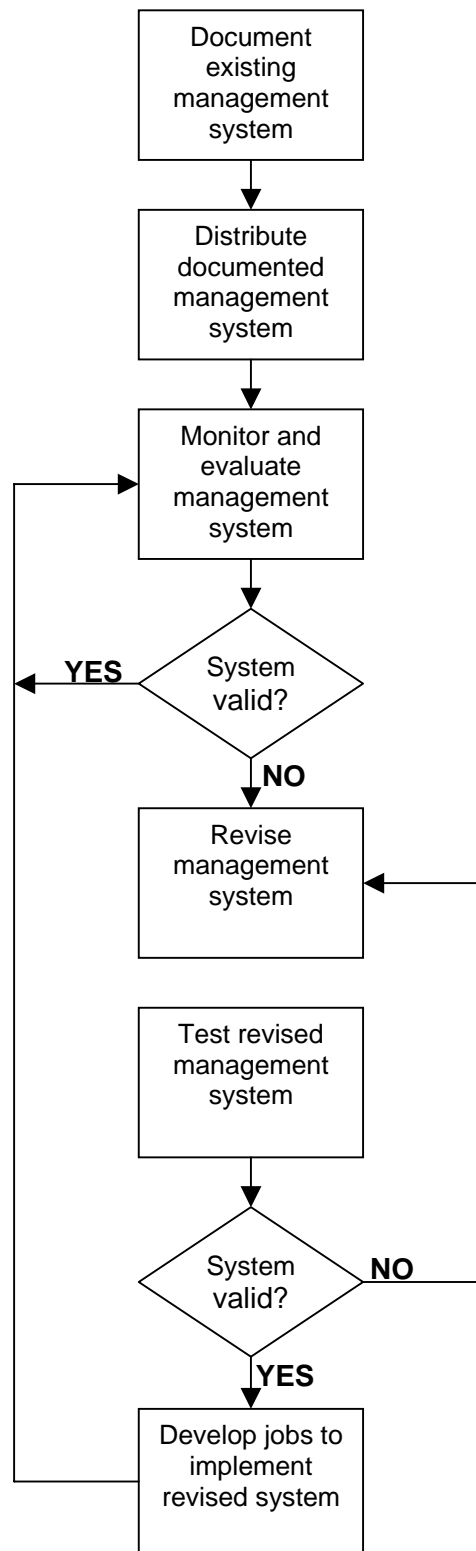 Document
existing
management
system
Distribute
documented
management
system
Monitor and
evaluate
management
system
YES
System
valid?
NO
Revise
management
system
Test revised
management
system
System
valid?
NO
YES
Develop jobs to
implement
revised system